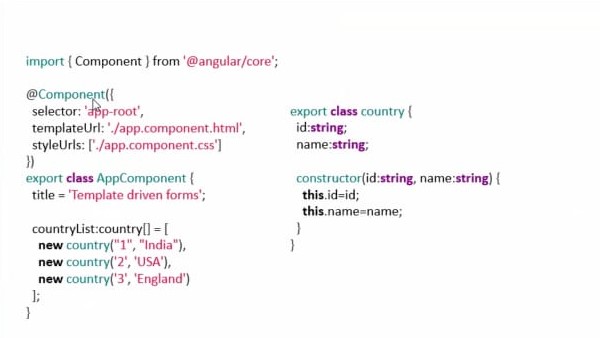 import { Component } from '@angular/core';
@Component({
selector: 'app-root',
templateUrl: './app.component.html',
styleUrls: ['./app.component.css']
})
export class AppComponent {
title = 'Template driven forms';
countryList:country[] = [
new country("1", "India"),
new country('2', 'USA'),
new country('3', 'England')
];
}
export class country {
id:string;
name:string;
constructor(id:string, name:string) {
this.id=id;
this.name=name;
}
}